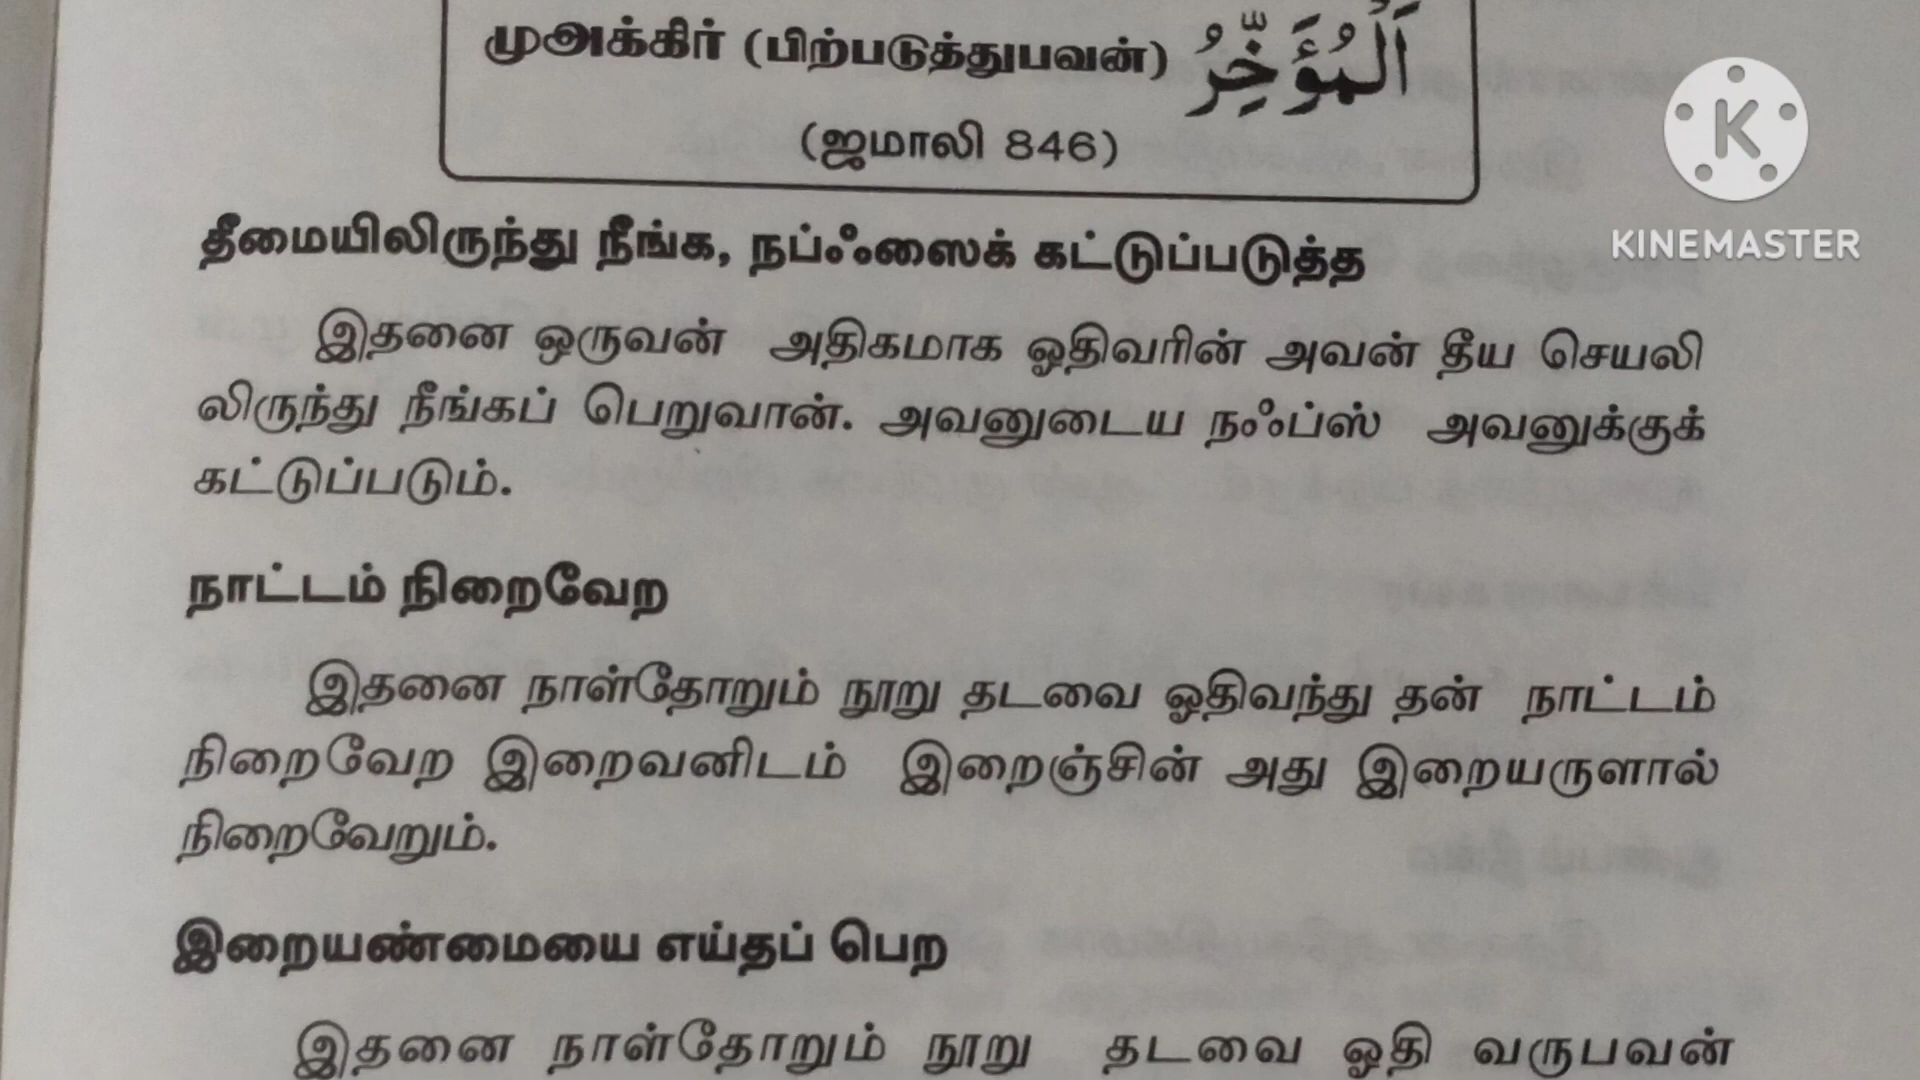 முஅக்கிர் (பிற்படுத்துபவன்) اَلْمُؤَخِّرُ
(ஜமாலி 846)
K
KINEMASTER
தீமையிலிருந்து நீங்க, நப்ஃஸைக் கட்டுப்படுத்த
இதனை ஒருவன் அதிகமாக ஓதிவரின் அவன் தீய செயலி
லிருந்து நீங்கப் பெறுவான். அவனுடைய நஃப்ஸ் அவனுக்குக்
கட்டுப்படும்.
நாட்டம் நிறைவேற
இதனை நாள்தோறும் நூறு தடவை ஓதிவந்து தன் நாட்டம்
நிறைவேற இறைவனிடம் இறைஞ்சின் அது இறையருளால்
நிறைவேறும்.
இறையண்மையை எய்தப் பெற
இதனை நாள்தோறும் நூறு தடவை ஓதி வருபவன்